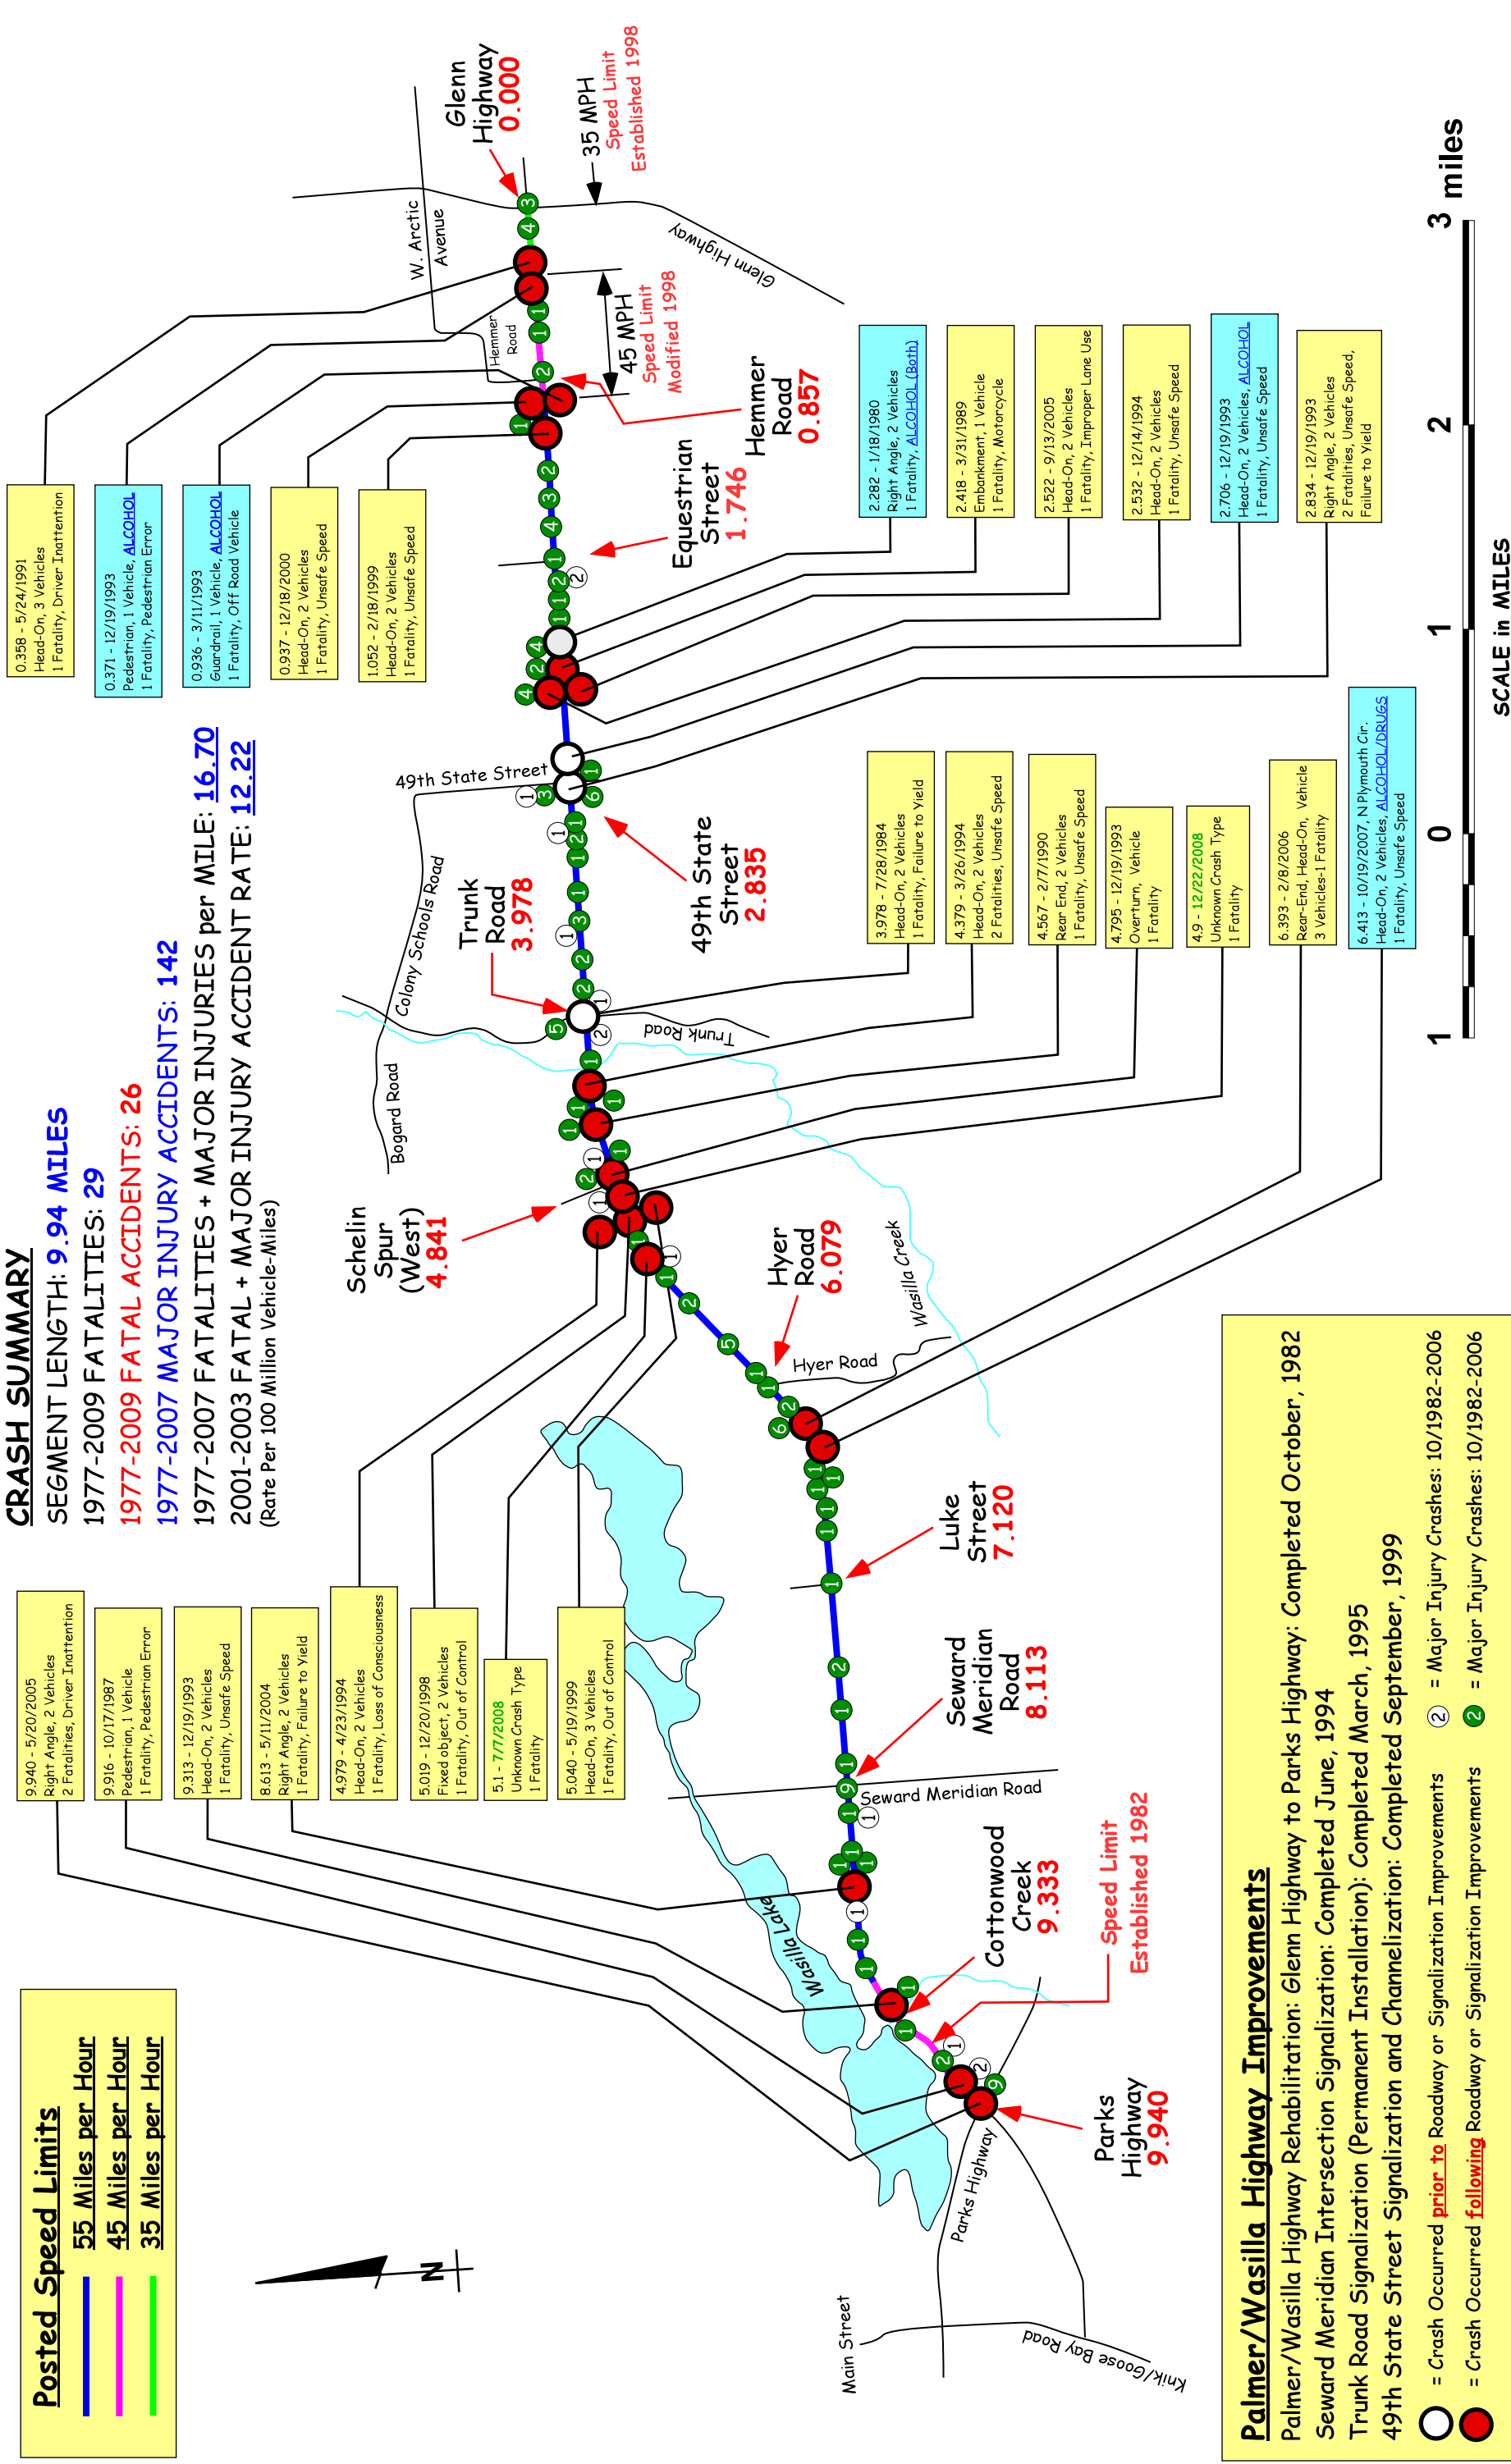 Posted Speed Limits
55 Miles per Hour
45 Miles per Hour
35 Miles per Hour
CRASH SUMMARY
SEGMENT LENGTH: 9.94 MILES
1977-2009 FATALITIES: 29
1977-2009 FATAL ACCIDENTS: 26
1977-2007 MAJOR INJURY ACCIDENTS: 142
1977-2007 FATALITIES + MAJOR INJURIES per MILE: 16.70
2001-2003 FATAL + MAJOR INJURY ACCIDENT RATE: 12.22
(Rate Per 100 Million Vehicle-Miles)
9.940 - 5/20/2005
Right Angle, 2 Vehicles
2 Fatalities, Driver Inattention
9.916 - 10/17/1987
Pedestrian, 1 Vehicle
1 Fatality, Pedestrian Error
9.313 - 12/19/1993
Head-On, 2 Vehicles
1 Fatality, Unsafe Speed
8.613 - 5/11/2004
Right Angle, 2 Vehicles
1 Fatality, Failure to Yield
4.979 - 4/23/1994
Head-On, 2 Vehicles
1 Fatality, Loss of Consciousness
5.019 - 12/20/1998
Fixed object, 2 Vehicles
1 Fatality, Out of Control
5.1 - 7/7/2008
Unknown Crash Type
1 Fatality
5.040 - 5/19/1999
Head-On, 3 Vehicles
1 Fatality, Out of Control
0.358 - 5/24/1991
Head-On, 3 Vehicles
1 Fatality, Driver Inattention
0.371 - 12/19/1993
Pedestrian, 1 Vehicle, ALCOHOL
1 Fatality, Pedestrian Error
0.936 - 3/11/1993
Guardrail, 1 Vehicle, ALCOHOL
1 Fatality, Off Road Vehicle
0.937 - 12/18/2000
Head-On, 2 Vehicles
1 Fatality, Unsafe Speed
1.052 - 2/18/1999
Head-On, 2 Vehicles
1 Fatality, Unsafe Speed
N
Main Street
Knik/Goose Bay Road
Parks Highway
Parks
Highway
9.940
Wasilla Lake
Speed Limit
Established 1982
Cottonwood
Creek
9.333
Seward Meridian Road
Seward
Meridian
Road
8.113
Luke
Street
7.120
Hyer Road
Hyer
Road
6.079
Wasilla Creek
Schelin
Spur
(West)
4.841
Bogard Road
Colony Schools Road
Trunk Road
Trunk
Road
3.978
49th State Street
49th State
Street
2.835
Equestrian
Street
1.746
Hemmer
Road
0.857
Hemmer
Road
45 MPH
Speed Limit
Modified 1998
W. Arctic
Avenue
Glenn Highway
Glenn
Highway
0.000
35 MPH
Speed Limit
Established 1998
3.978 - 7/28/1984
Head-On, 2 Vehicles
1 Fatality, Failure to Yield
4.379 - 3/26/1994
Head-On, 2 Vehicles
2 Fatalities, Unsafe Speed
4.567 - 2/7/1990
Rear End, 2 Vehicles
1 Fatality, Unsafe Speed
4.795 - 12/19/1993
Overturn, Vehicle
1 Fatality
4.9 - 12/22/2008
Unknown Crash Type
1 Fatality
6.393 - 2/8/2006
Rear-End, Head-On, Vehicle
3 Vehicles-1 Fatality
6.413 - 10/19/2007, N Plymouth Cir.
Head-On, 2 Vehicles, ALCOHOL/DRUGS
1 Fatality, Unsafe Speed
2.282 - 1/18/1980
Right Angle, 2 Vehicles
1 Fatality, ALCOHOL (Both)
2.418 - 3/31/1989
Embankment, 1 Vehicle
1 Fatality, Motorcycle
2.522 - 9/13/2005
Head-On, 2 Vehicles
1 Fatality, Improper Lane Use
2.532 - 12/14/1994
Head-On, 2 Vehicles
1 Fatality, Unsafe Speed
2.706 - 12/19/1993
Head-On, 2 Vehicles, ALCOHOL
1 Fatality, Unsafe Speed
2.834 - 12/19/1993
Right Angle, 2 Vehicles
2 Fatalities, Unsafe Speed,
Failure to Yield
Palmer/Wasilla Highway Improvements
Palmer/Wasilla Highway Rehabilitation: Glenn Highway to Parks Highway: Completed October, 1982
Seward Meridian Intersection Signalization: Completed June, 1994
Trunk Road Signalization (Permanent Installation): Completed March, 1995
49th State Street Signalization and Channelization: Completed September, 1999
= Crash Occurred prior to Roadway or Signalization Improvements 2 = Major Injury Crashes: 10/1982-2006
= Crash Occurred following Roadway or Signalization Improvements 2 = Major Injury Crashes: 10/1982-2006
1 0 1 2 3 miles
SCALE in MILES